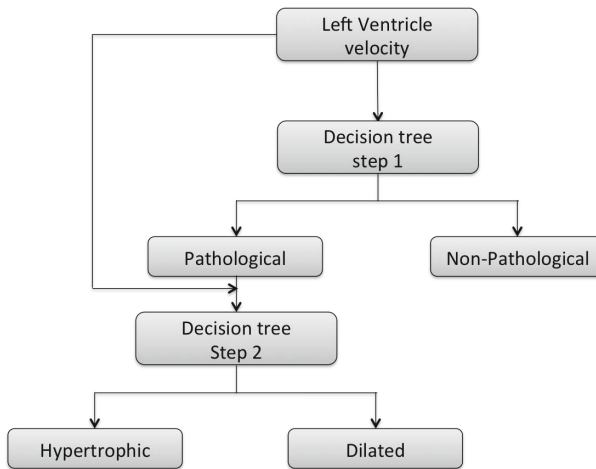 Left Ventricle
velocity
Decision tree
step 1
Pathological
Non-Pathological
Decision tree
Step 2
Hypertrophic
Dilated